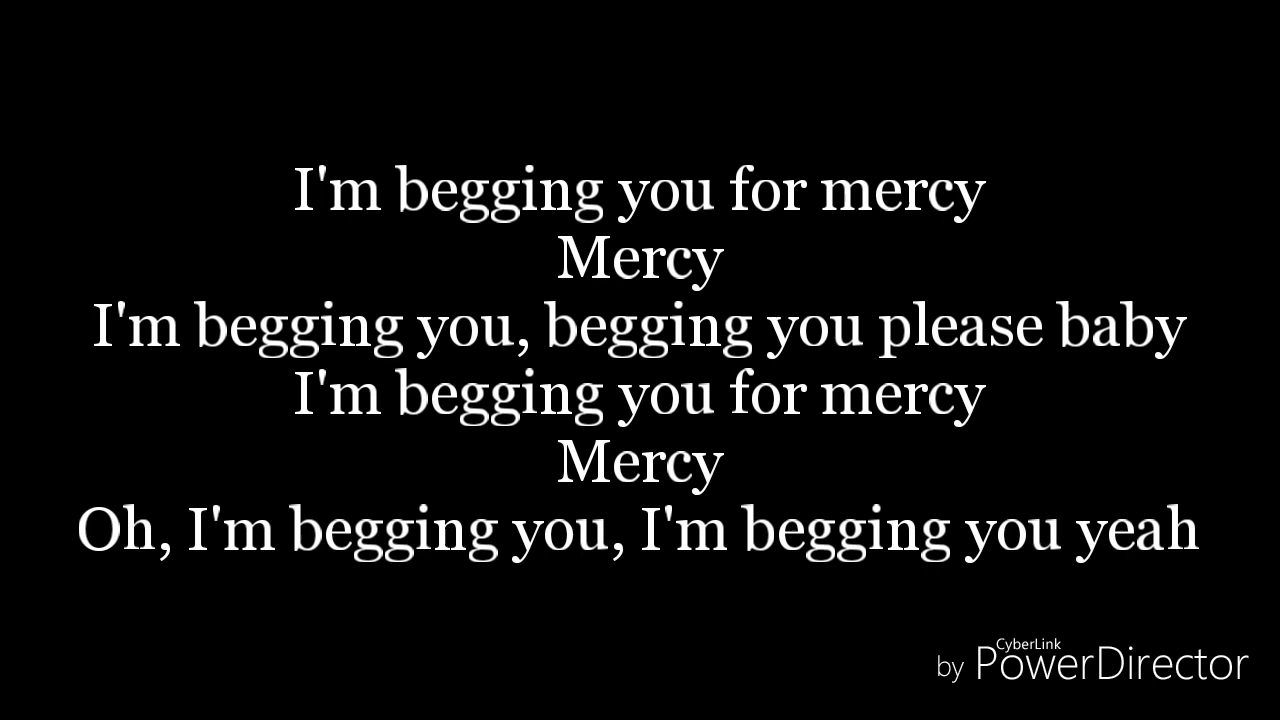 I'm begging you for mercy
Mercy
I'm begging you, begging you please baby
I'm begging you for mercy
Mercy
Oh, I'm begging you, I'm begging you yeah
CyberLink
by PowerDirector